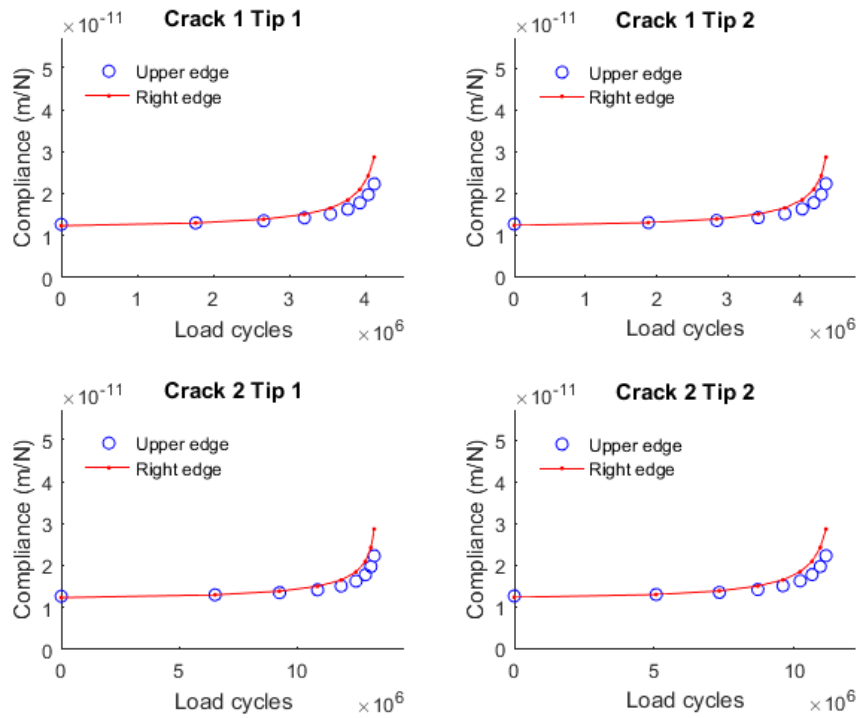 × 10-11
Crack 1 Tip 1
Compliance (m/N)
5
4
3
2
1
0
Upper edge
Right edge
0
1
2
3
4
Load cycles
× 106
× 10-11
Crack 1 Tip 2
Compliance (m/N)
5
4
3
2
1
0
Upper edge
Right edge
0
1
2
3
4
Load cycles
× 106
× 10-11
Crack 2 Tip 1
Compliance (m/N)
5
4
3
2
1
0
Upper edge
Right edge
0
5
10
Load cycles
× 106
× 10-11
Crack 2 Tip 2
Compliance (m/N)
5
4
3
2
1
0
Upper edge
Right edge
0
5
10
Load cycles
× 106